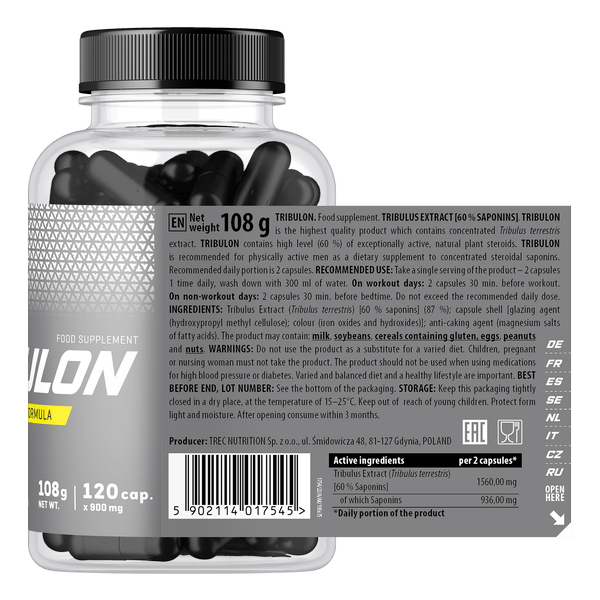 FOOD SUPPLEMENT
ULON
ORMULA
108g
NET WT.
120 cap.
x 900 mg
EN Net weight 108 g TRIBULON. Food supplement. TRIBULUS EXTRACT [60 % SAPONINS]. TRIBULON
is the highest quality product which contains concentrated Tribulus terrestris
extract. TRIBULON contains high level (60 %) of exceptionally active, natural plant steroids. TRIBULON
is recommended for physically active men as a dietary supplement to concentrated steroidal saponins.
Recommended daily portion is 2 capsules. RECOMMENDED USE: Take a single serving of the product – 2 capsules
1 time daily, wash down with 300 ml of water. On workout days: 2 capsules 30 min. before workout.
On non-workout days: 2 capsules 30 min. before bedtime. Do not exceed the recommended daily dose.
INGREDIENTS: Tribulus Extract (Tribulus terrestris) [60 % saponins] (87 %); capsule shell [glazing agent
(hydroxypropyl methyl cellulose); colour (iron oxides and hydroxides)]; anti-caking agent (magnesium salts
of fatty acids). The product may contain: milk, soybeans, cereals containing gluten, eggs, peanuts
and nuts. WARNINGS: Do not use the product as a substitute for a varied diet. Children, pregnant
or nursing woman must not take the product. The product should not be used when using medications
for high blood pressure or diabetes. Varied and balanced diet and a healthy lifestyle are important. BEST
BEFORE END, LOT NUMBER: See the bottom of the packaging. STORAGE: Keep this packaging tightly
closed in a dry place, at the temperature of 15–25°C. Keep out of reach of young children. Protect form
light and moisture. After opening consume within 3 months.
Producer: TREC NUTRITION Sp. z o.o., ul. Śmidowicza 48, 81-127 Gdynia, POLAND
EAC
Active ingredients per 2 capsules*
Tribulus Extract (Tribulus terrestris)
[60 % Saponins] 1560,00 mg
of which Saponins 936,00 mg
*Daily portion of the product
5 902114 017545 >
DE
FR
ES
SE
NL
IT
CZ
RU
OPEN
HERE